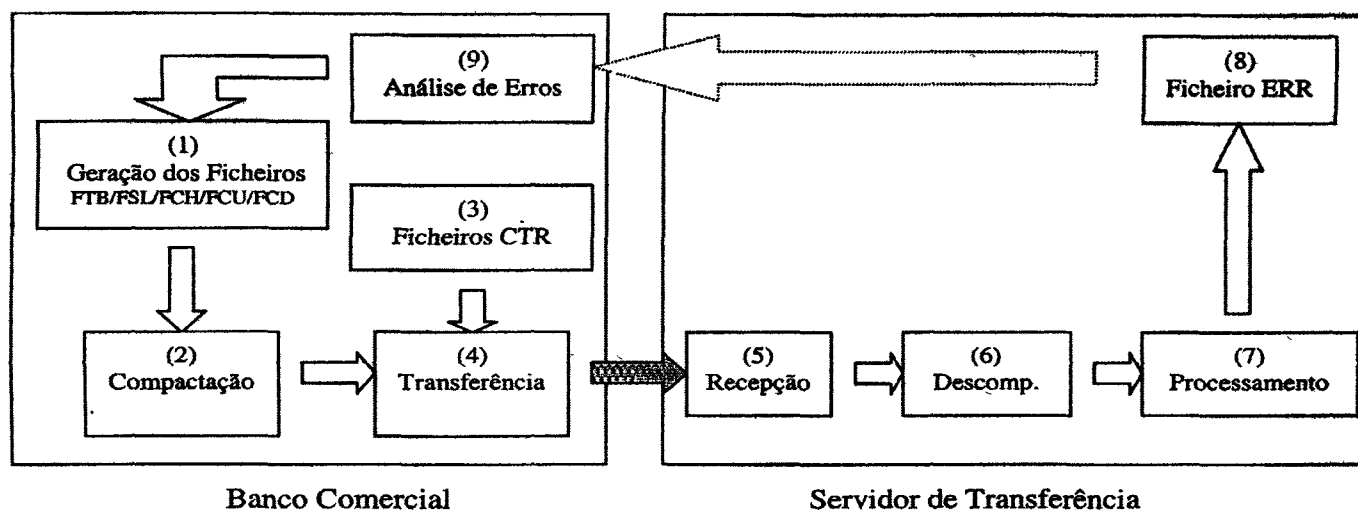 (9)
Análise de Erros
(8)
Ficheiro ERR
(1)
Geração dos Ficheiros
FTB/FSL/FCH/FCU/FCD
(3)
Ficheiros CTR
(2)
Compactação
(4)
Transferência
(5)
Recepção
(6)
Descomp.
(7)
Processamento
Banco Comercial
Servidor de Transferência